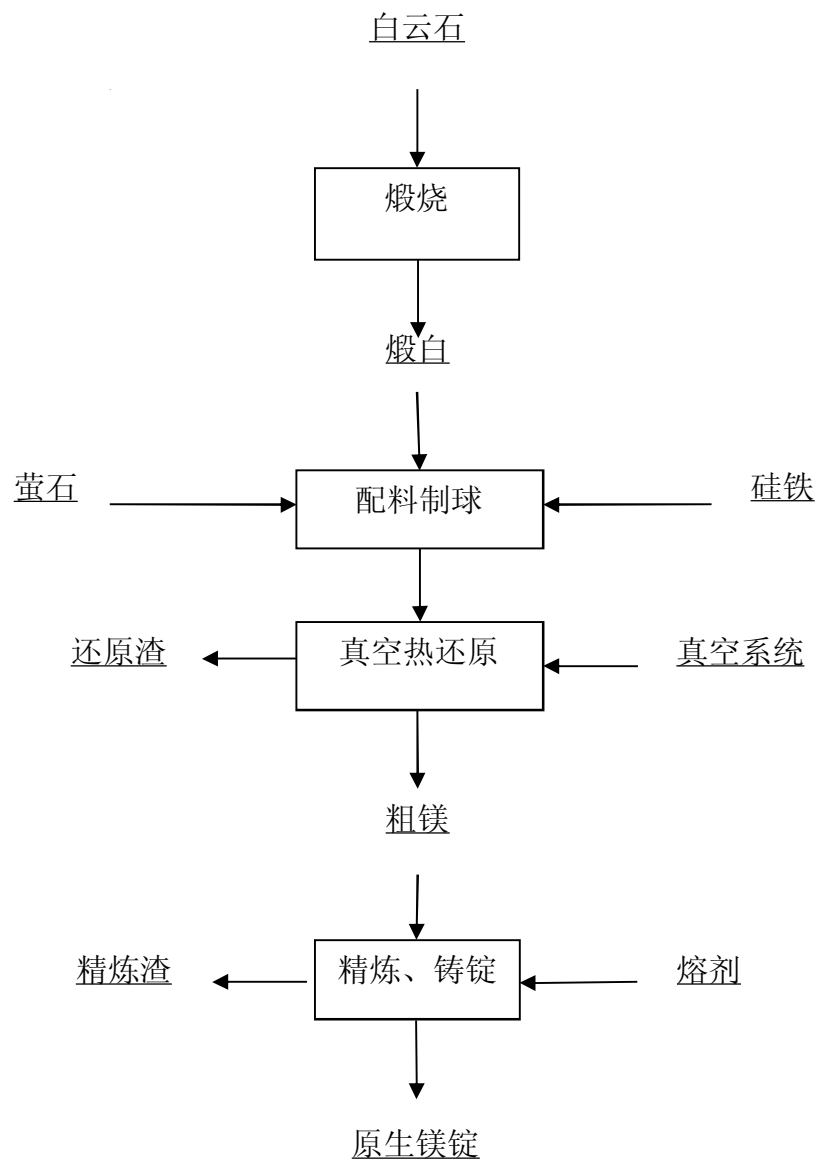 白云石
煅烧
煅白
萤石
配料制球
硅铁
还原渣
真空热还原
真空系统
粗镁
精炼渣
精炼、铸锭
熔剂
原生镁锭